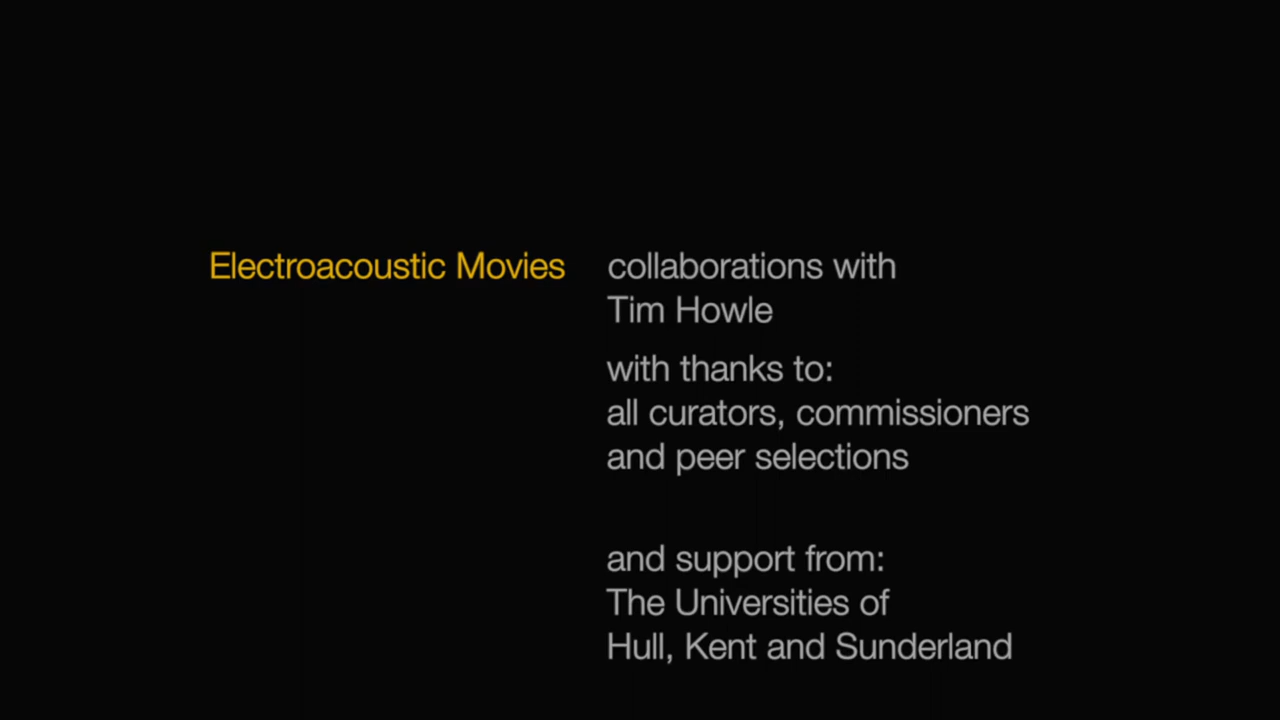 Electroacoustic Movies
collaborations with
Tim Howle
with thanks to:
all curators, commissioners
and peer selections
and support from:
The Universities of
Hull, Kent and Sunderland